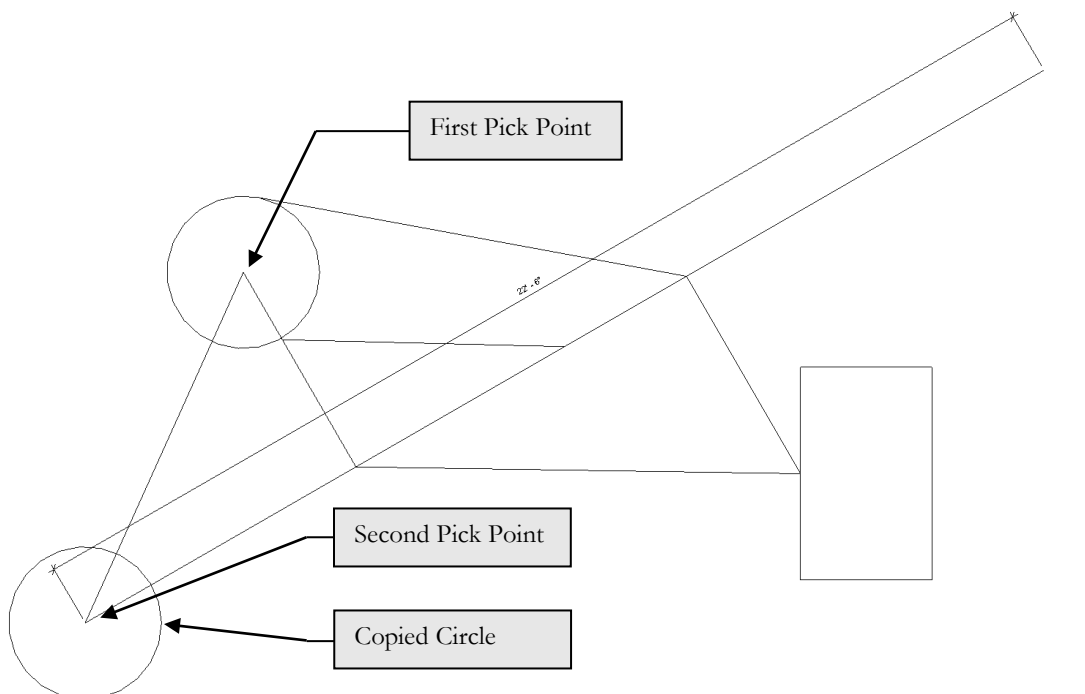 First Pick Point
22' - 6"
Second Pick Point
Copied Circle